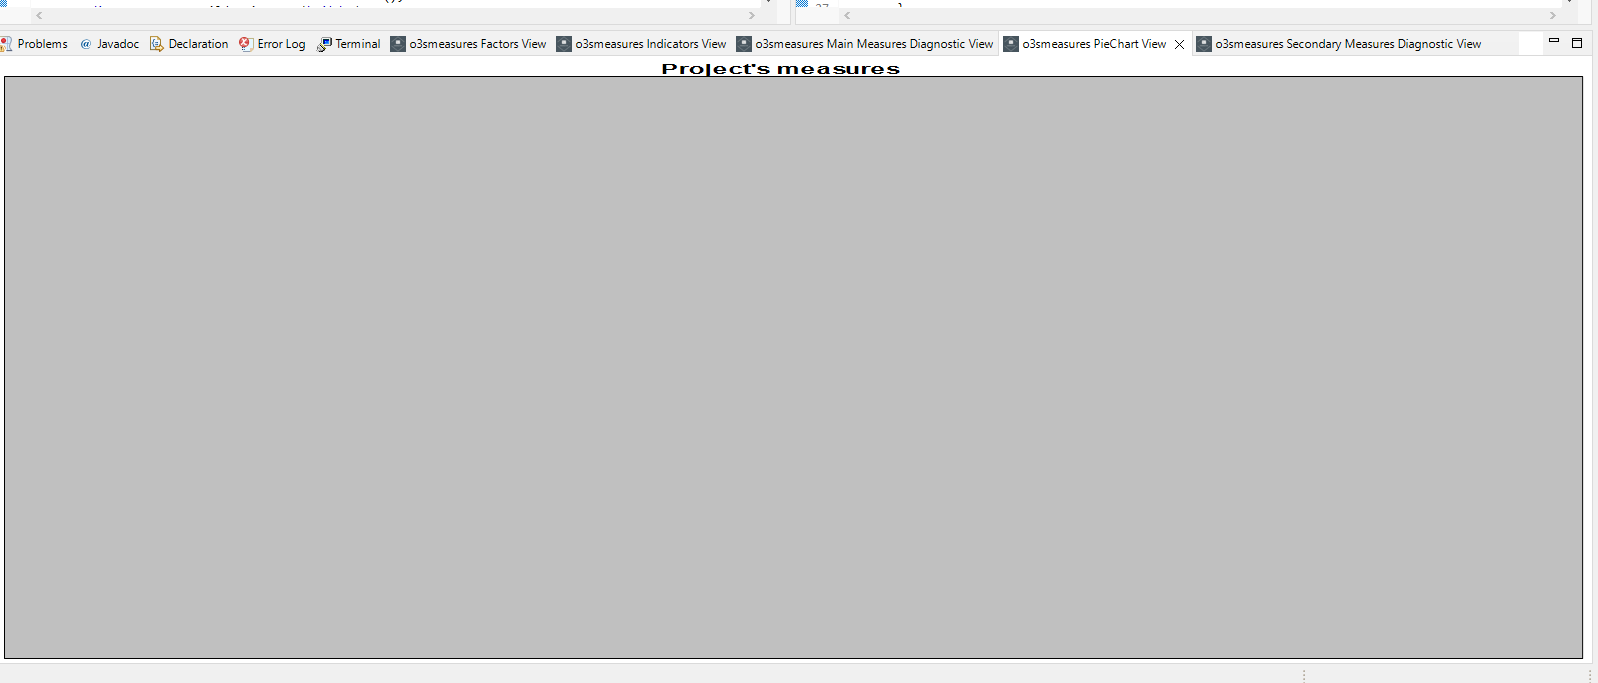 Problems @ Javadoc Declaration Error Log Terminal o3smeasures Factors View o3smeasures Indicators View o3smeasures Main Measures Diagnostic View o3smeasures PieChart View o3smeasures Secondary Measures Diagnostic View
Project's measures